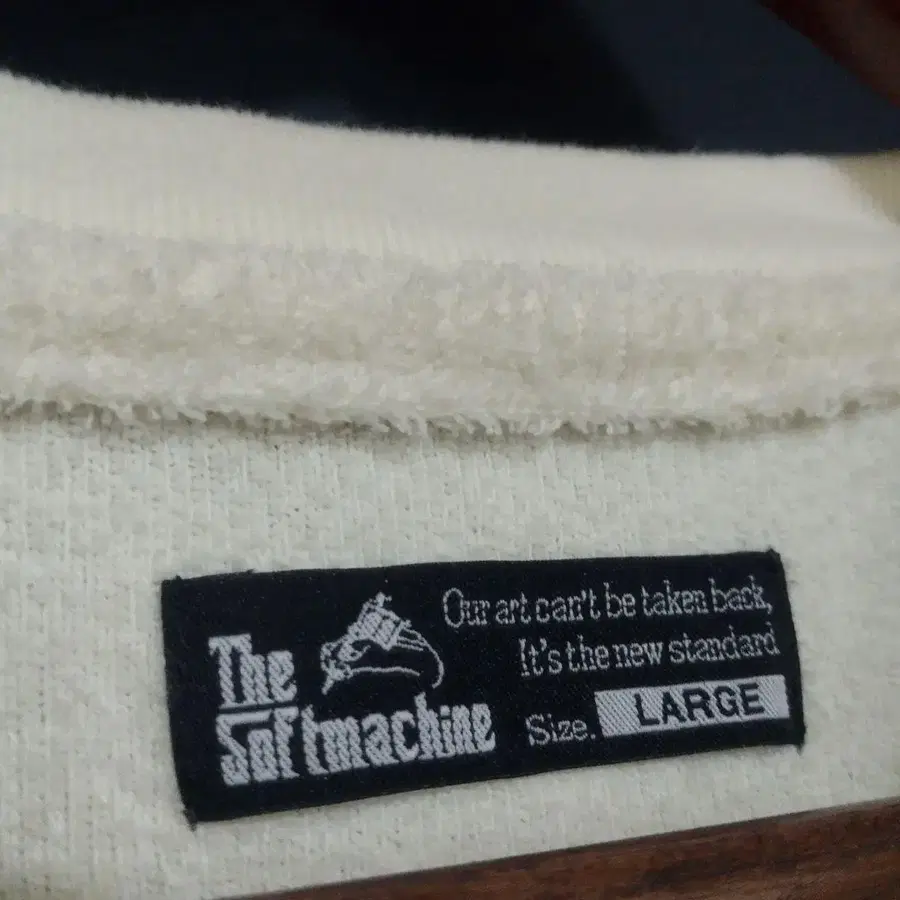 The
Softmachine
Our art can't be taken back,
It's the new standard
Size. LARGE